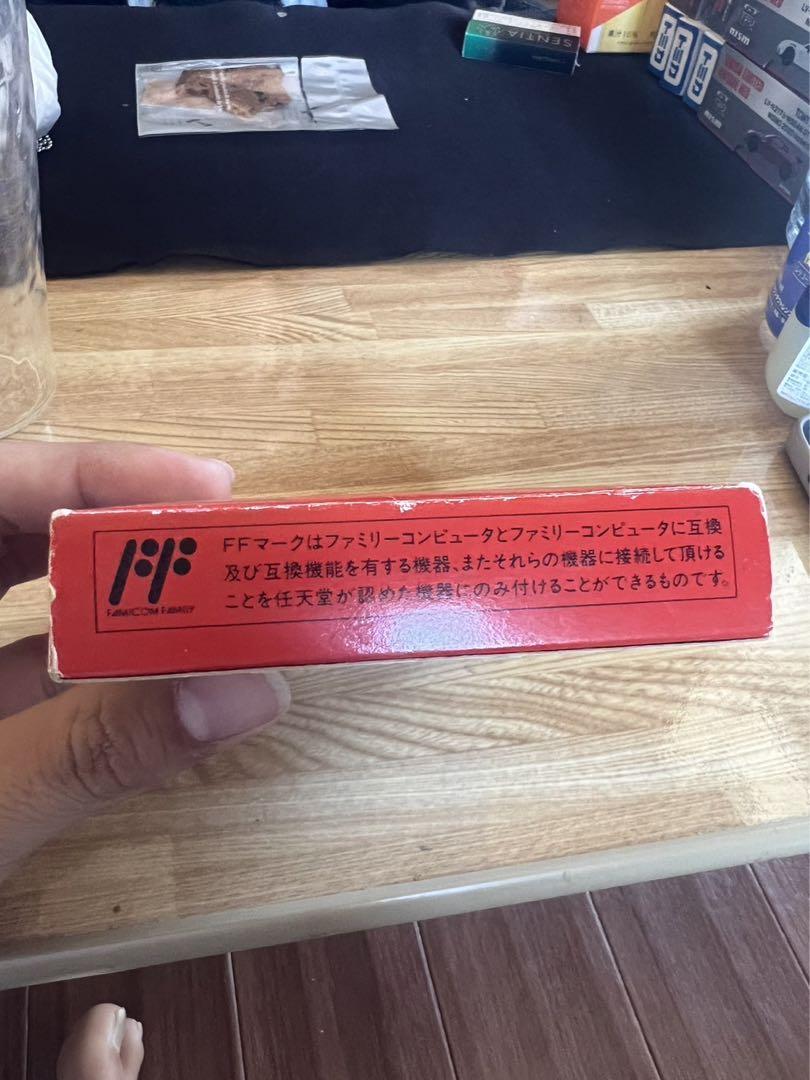 SENTIA
nism
FFマークはファミリーコンピュータとファミリーコンピュータに互換
及び互換機能を有する機器、またそれらの機器に接続して頂ける
ことを任天堂が認めた機器にのみ付けることができるものです。
FF
FAMICOM FAMILY